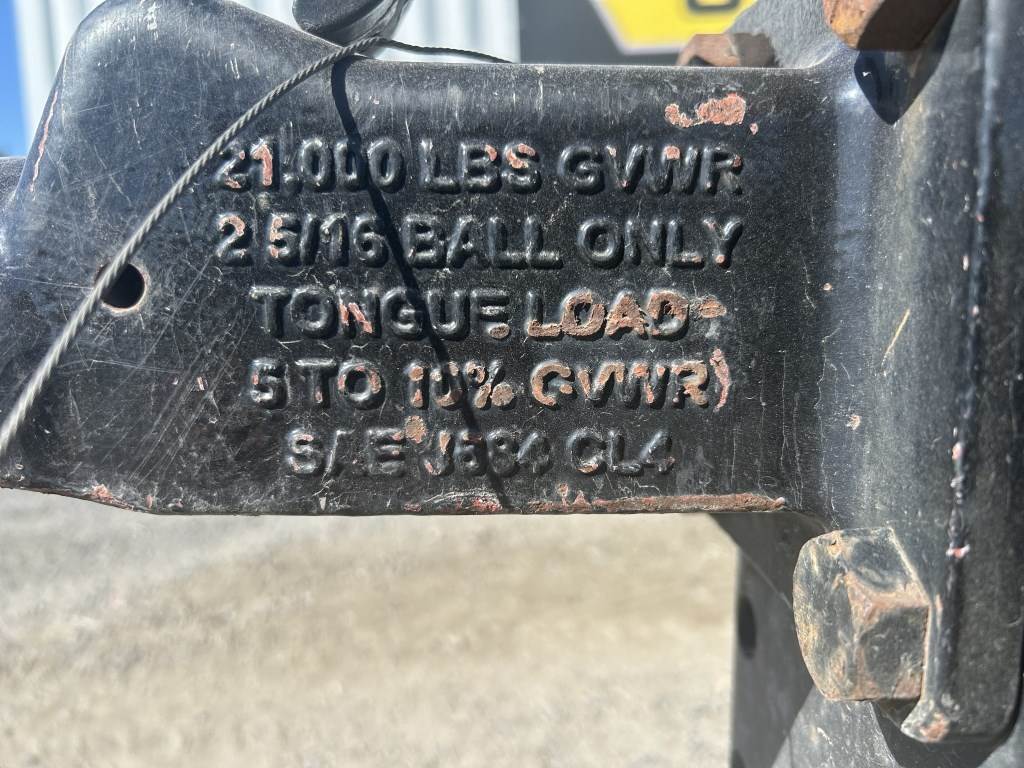 21,000 LBS GVWR
2 5/16 BALL ONLY
TONGUE LOAD-
5 TO 10% GVWR)
SAE J684 CL4